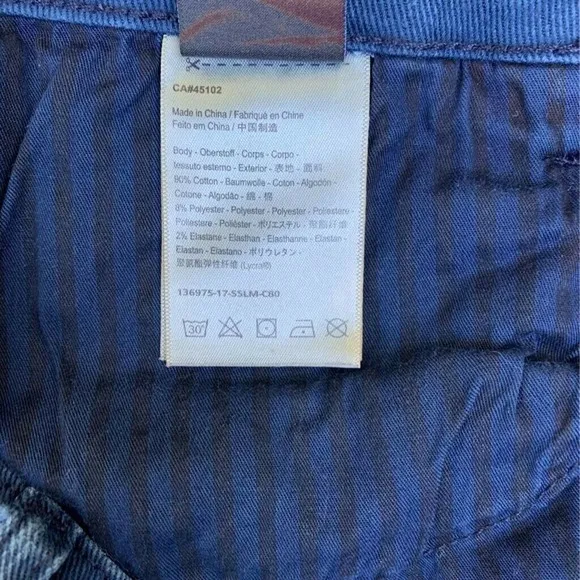 CA#45102
Made in China / Fabriqué en Chine
Feito em China / 中国制造
Body - Oberstoff - Corps - Corpo -
tessuto esterno - Exterior - 表地 - 面料
90% Cotton - Baumwolle - Coton - Algodón -
Cotone - Algodão - 綿 - 棉
8% Polyester - Polyester - Polyester - Poliestere -
Poliestere - Poliéster - ポリエステル - 聚酯纤维
2% Elastane - Elasthan - Elasthanne - Elastan -
Elastan - Elastano - ポリウレタン -
聚氨酯弹性纤维 (Lycra®)
136975-17-SSLM-C60
30°